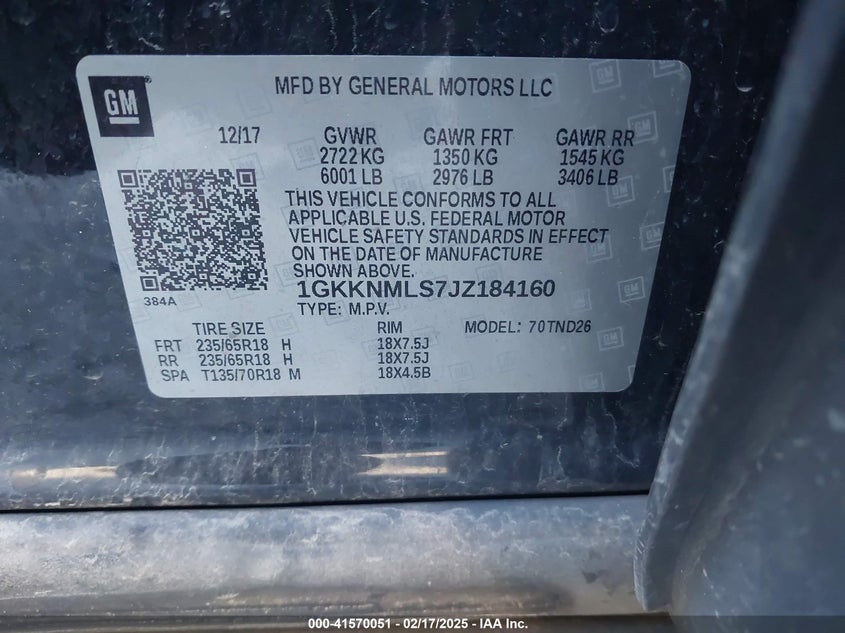 GM
MFD BY GENERAL MOTORS LLC
12/17 GVWR GAWR FRT GAWR RR
2722 KG 1350 KG 1545 KG
6001 LB 2976 LB 3406 LB
THIS VEHICLE CONFORMS TO ALL
APPLICABLE U.S. FEDERAL MOTOR
VEHICLE SAFETY STANDARDS IN EFFECT
ON THE DATE OF MANUFACTURE
SHOWN ABOVE.
384A
1GKKNMLS7JZ184160
TYPE: M.P.V.
TIRE SIZE RIM MODEL: 70TND26
FRT 235/65R18 H 18X7.5J
RR 235/65R18 H 18X7.5J
SPA T135/70R18 M 18X4.5B
000-41570051 - 02/17/2025 - IAA Inc.